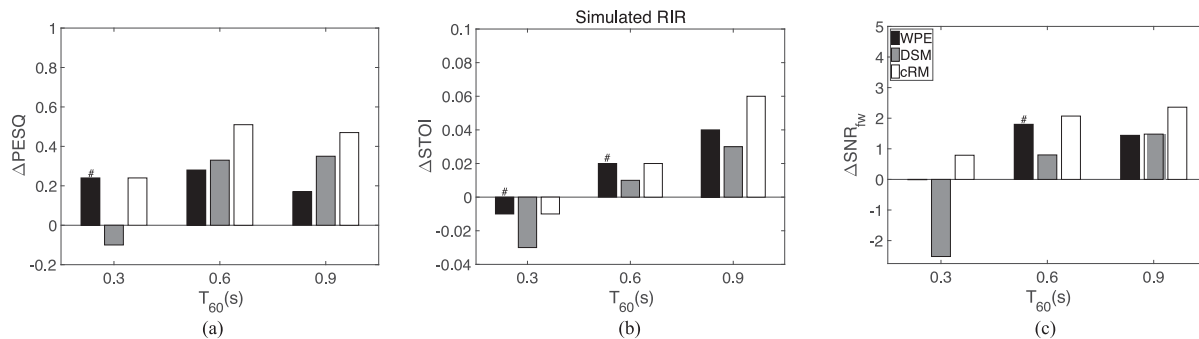 Simulated RIR
1
0.8
0.6
0.4
0.2
0
-0.2
ΔPESQ
#
0.3 0.6 0.9
T60(s)
(a)
0.1
0.08
0.06
0.04
0.02
0
-0.02
-0.04
ΔSTOI
#
#
0.3 0.6 0.9
T60(s)
(b)
5
4
3
2
1
0
-1
-2
ΔSNRfw
WPE
DSM
cRM
#
0.3 0.6 0.9
T60(s)
(c)